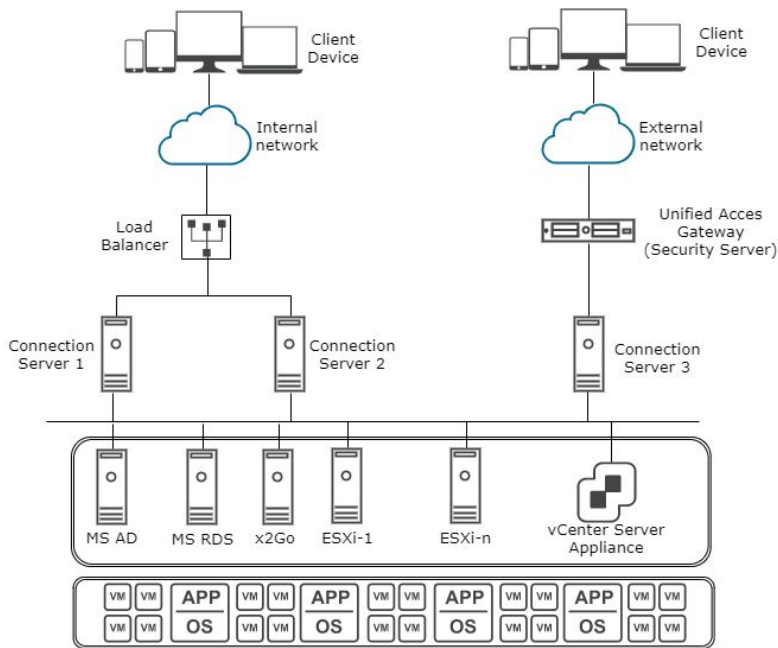 Client
Device
Client
Device
Internal
network
External
network
Load
Balancer
Unified Acces
Gateway
(Security Server)
Connection
Server 1
Connection
Server 2
Connection
Server 3
MS AD
MS RDS
x2Go
ESXi-1
ESXi-n
vCenter Server
Appliance
VM VM APP VM VM APP VM VM APP VM VM APP VM VM
VM VM OS VM VM OS VM VM OS VM VM OS VM VM